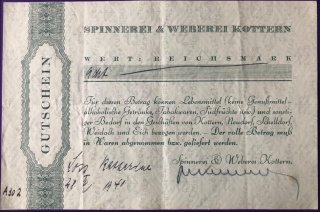 GUTSCHEIN
SPINNEREI & WEBEREI KOTTERN
WERT: REICHSMARK
Für diesen Betrag können Lebensmittel (keine Genußmittel—
alkoholische Getränke, Tabakwaren, Südfrüchte usw.) und sonsti-
ger Bedarf in den Geschäften von Kottern, Neudorf, Schelldorf,
Weidach und Eich bezogen werden. — Der volle Betrag muß
in Waren abgenommen bzw. geliefert werden.
Spinnerei & Weberei Kottern.